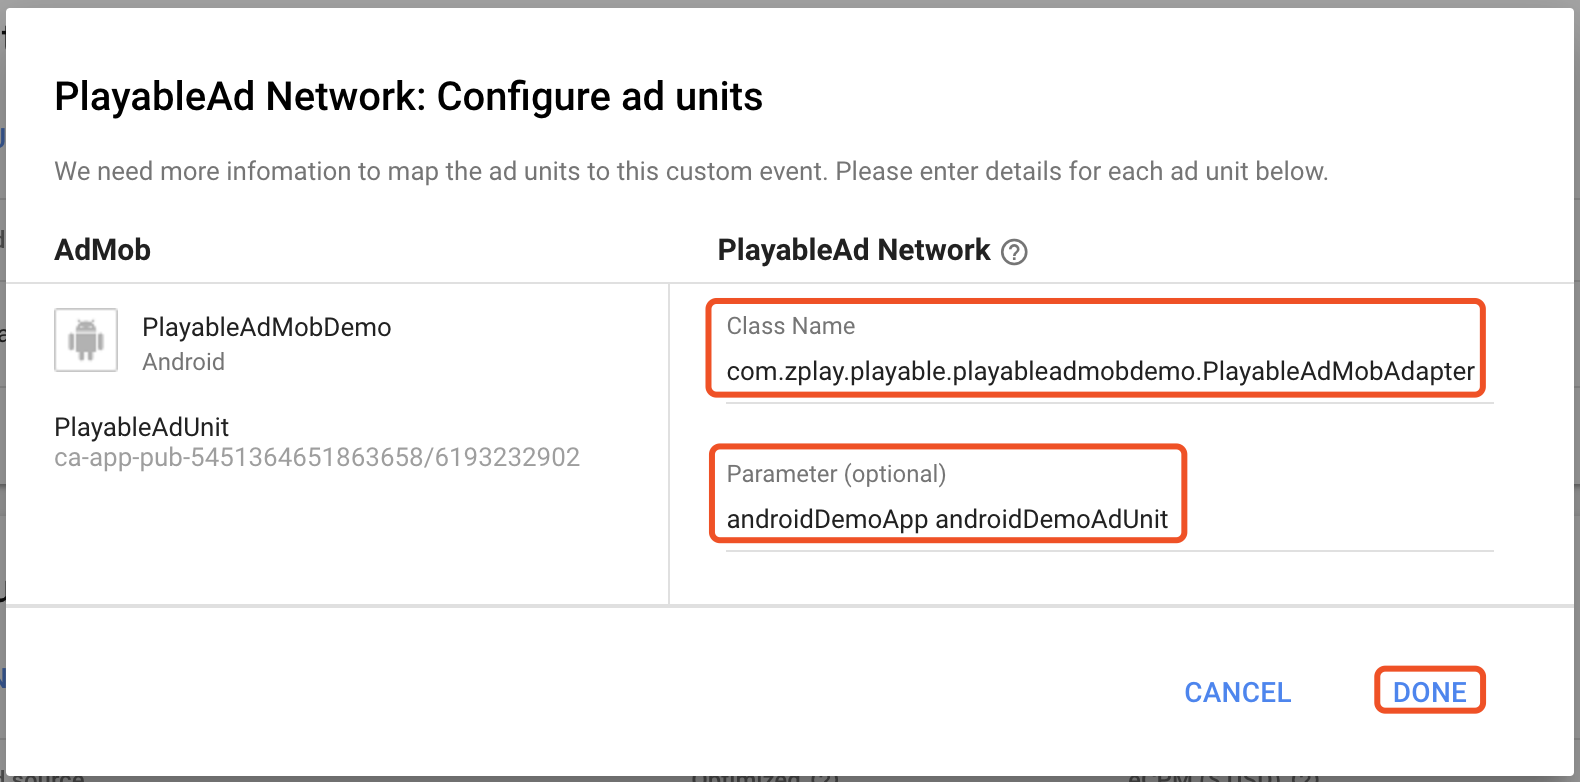 PlayableAd Network: Configure ad units
We need more infomation to map the ad units to this custom event. Please enter details for each ad unit below.
AdMob
PlayableAd Network
PlayableAdMobDemo
Android
PlayableAdUnit
ca-app-pub-5451364651863658/6193232902
Class Name
com.zplay.playable.playableadmobdemo.PlayableAdMobAdapter
Parameter (optional)
androidDemoApp androidDemoAdUnit
CANCEL
DONE